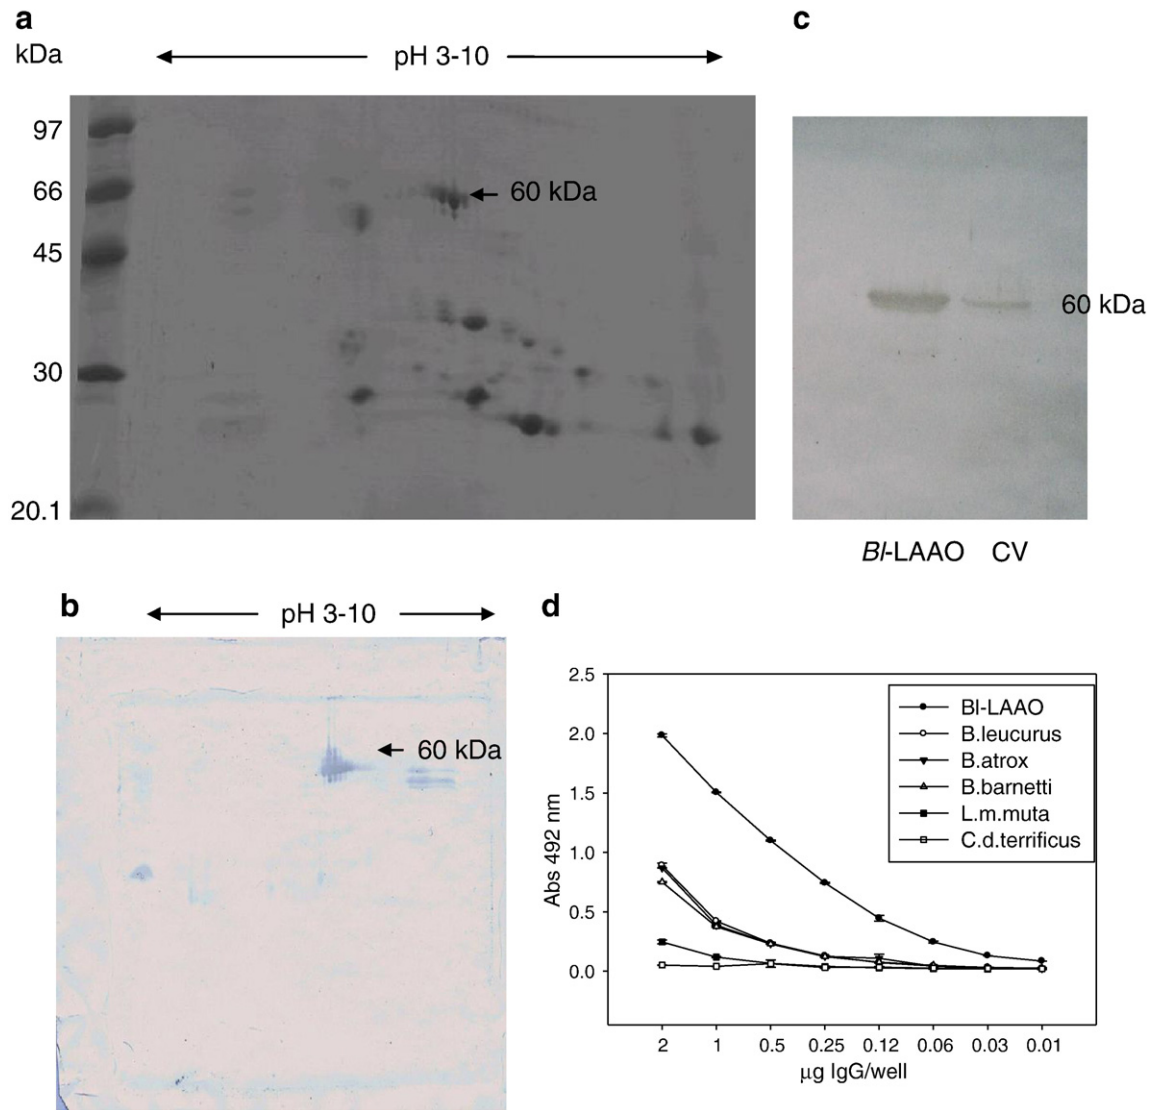 a
kDa
pH 3-10
97
66
60 kDa
45
30
20.1
c
60 kDa
Bl-LAAO CV
b
pH 3-10
60 kDa
d
2.5
2.0
1.5
1.0
0.5
0.0
Abs 492 nm
Bl-LAAO
B.leucurus
B.atrox
B.barnetti
L.m.muta
C.d.terrificus
2 1 0.5 0.25 0.12 0.06 0.03 0.01
µg IgG/well